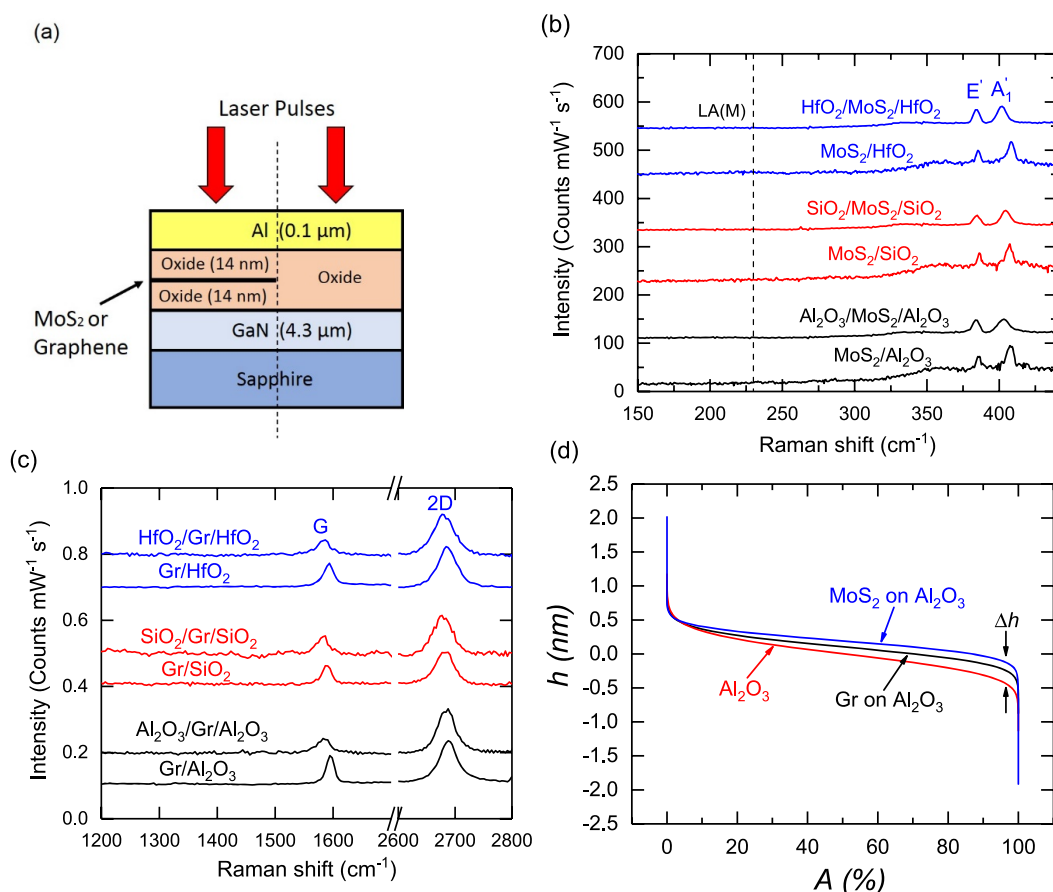 (a)
Laser Pulses
Al (0.1 µm)
Oxide (14 nm)
Oxide
Oxide (14 nm)
MoS₂ or
Graphene
GaN (4.3 µm)
Sapphire
(b)
700
600
500
400
300
200
100
0
Intensity (Counts mW⁻¹ s⁻¹)
LA(M)
E'
A₁'
HfO₂/MoS₂/HfO₂
MoS₂/HfO₂
SiO₂/MoS₂/SiO₂
MoS₂/SiO₂
Al₂O₃/MoS₂/Al₂O₃
MoS₂/Al₂O₃
150 200 250 300 350 400
Raman shift (cm⁻¹)
(c)
1.0
0.8
0.6
0.4
0.2
0.0
Intensity (Counts mW⁻¹ s⁻¹)
G
2D
HfO₂/Gr/HfO₂
Gr/HfO₂
SiO₂/Gr/SiO₂
Gr/SiO₂
Al₂O₃/Gr/Al₂O₃
Gr/Al₂O₃
1200 1300 1400 1500 1600 2600 2700 2800
Raman shift (cm⁻¹)
(d)
2.5
2.0
1.5
1.0
0.5
0.0
-0.5
-1.0
-1.5
-2.0
-2.5
h (nm)
MoS₂ on Al₂O₃
Δh
Al₂O₃
Gr on Al₂O₃
0 20 40 60 80 100
A (%)